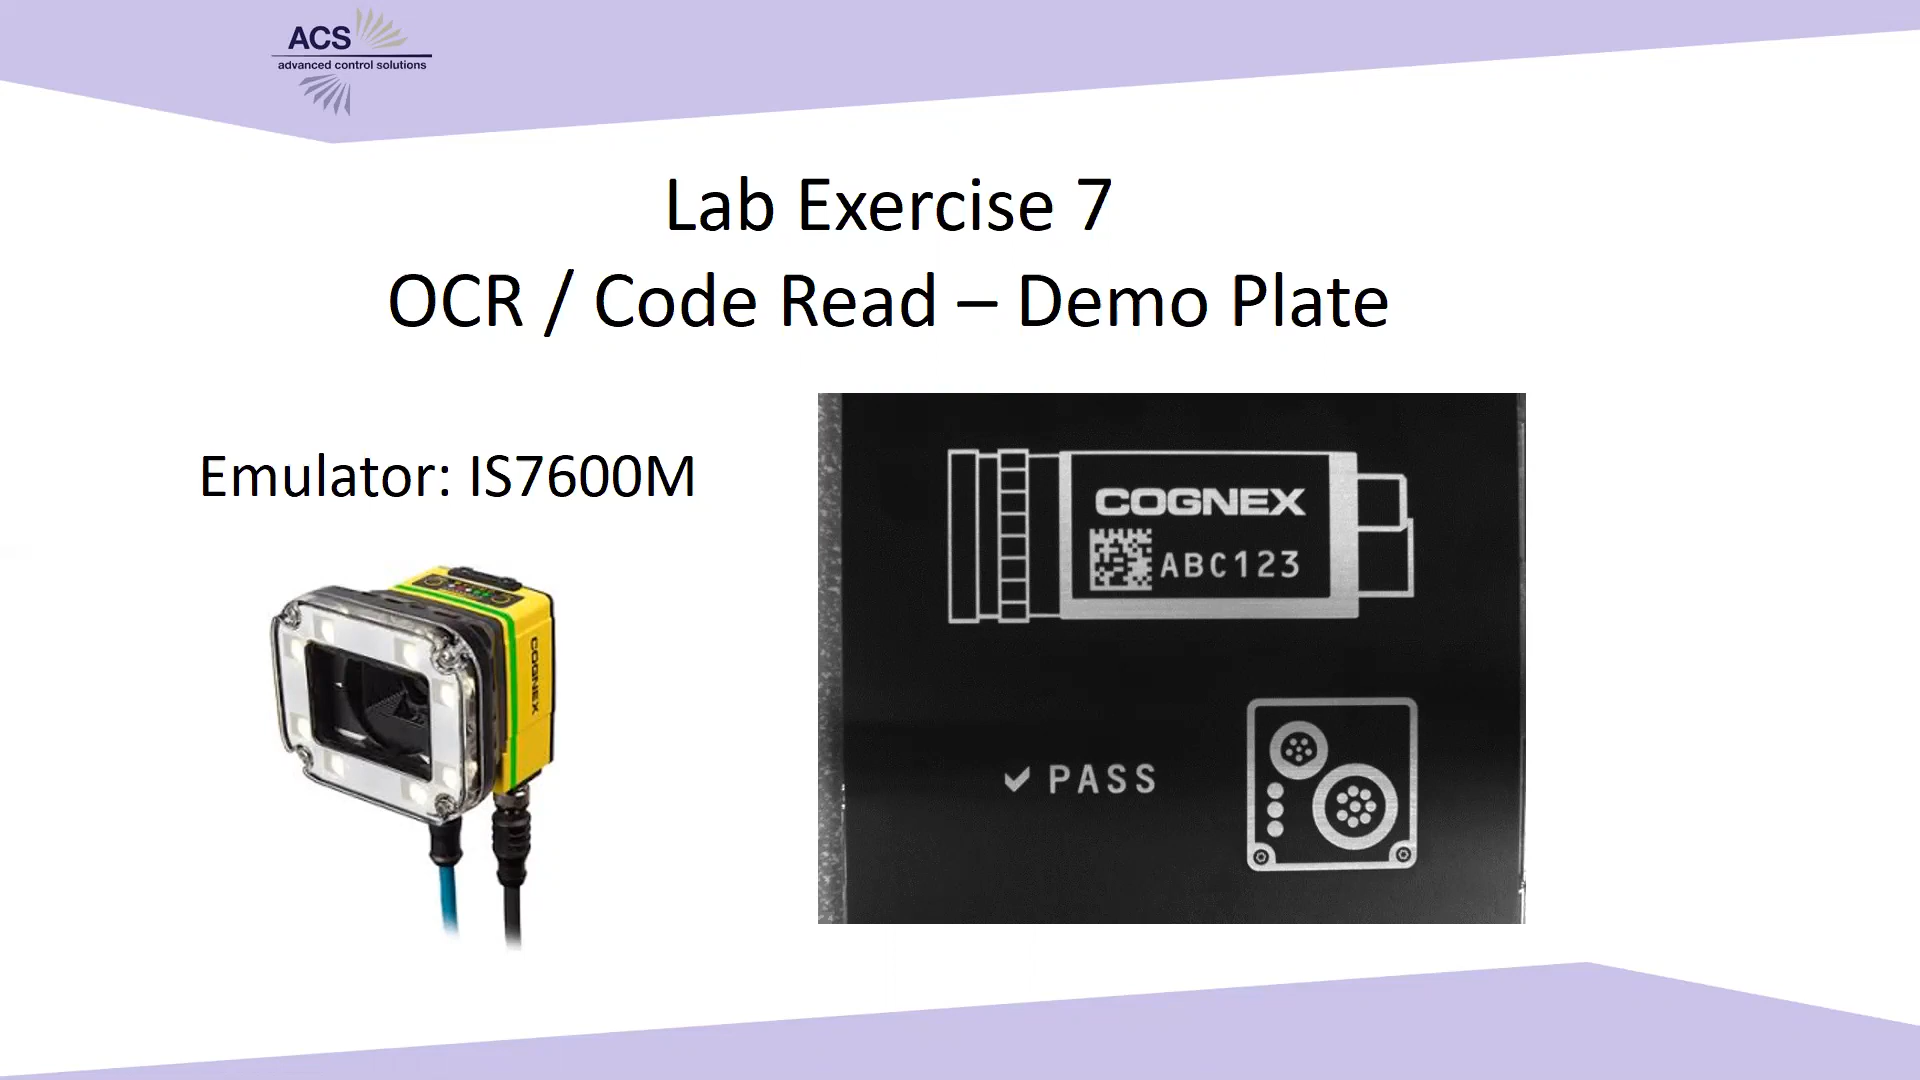 ACS
advanced control solutions
Lab Exercise 7
OCR / Code Read – Demo Plate
Emulator: IS7600M
COGNEX
COGNEX
ABC123
PASS